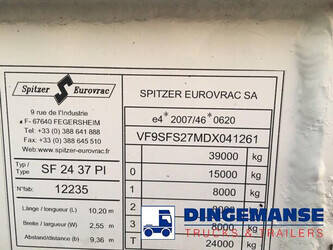 Spitzer Eurovrac
9 rue de l'Industrie
F- 67640 FEGERSHEIM
Tel: +33 (0) 388 641 888
Fax: +33 (0) 388 645 510
www-spitzer-eurovrac.com
Typ / Type SF 24 37 PI
N°fab: 12235
Länge / longueur (L) 10,20 m
Breite / largeur (W) 2,55 m
Abstand/distance (a) 9,36 m
SPITZER EUROVRAC SA
e4* 2007/46* 0620
VF9SFS27MDX041261
39000 kg
0 15000 kg
1 8000 kg
2 kg
T 24000 kg
DINGEMANSE
TRUCKS & TRAILERS